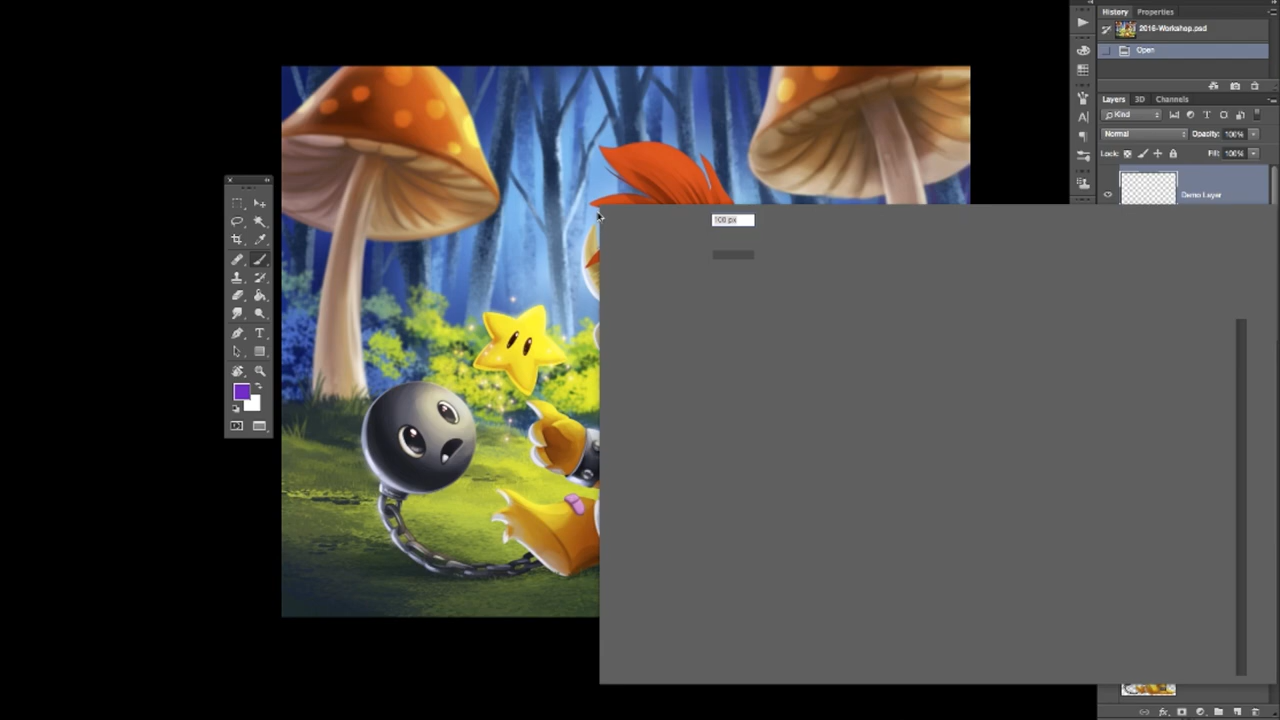 History Properties
2016-Workshop.psd
Open
Layers 3D Channels
Kind
Normal Opacity: 100%
Lock: Fill: 100%
Demo Layer
100 px